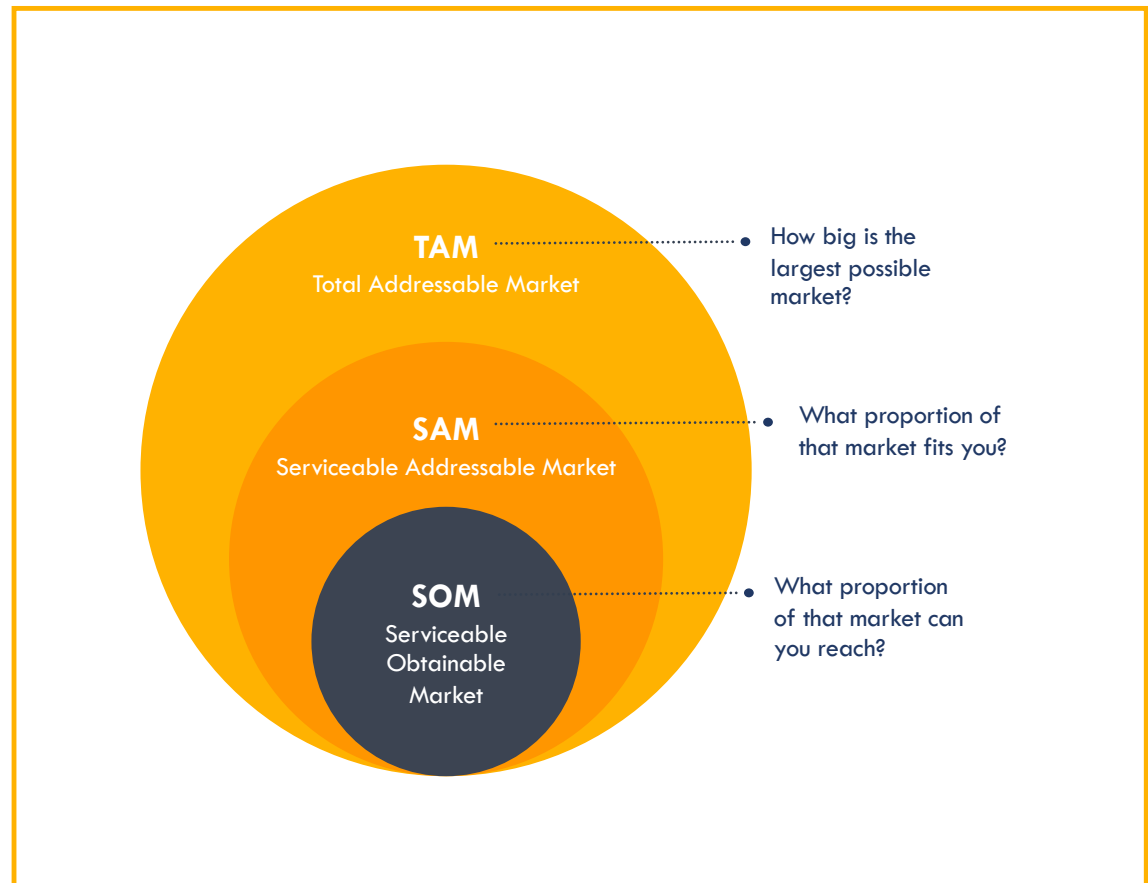 TAM
Total Addressable Market
How big is the
largest possible
market?
SAM
Serviceable Addressable Market
What proportion of
that market fits you?
SOM
Serviceable
Obtainable
Market
What proportion
of that market can
you reach?